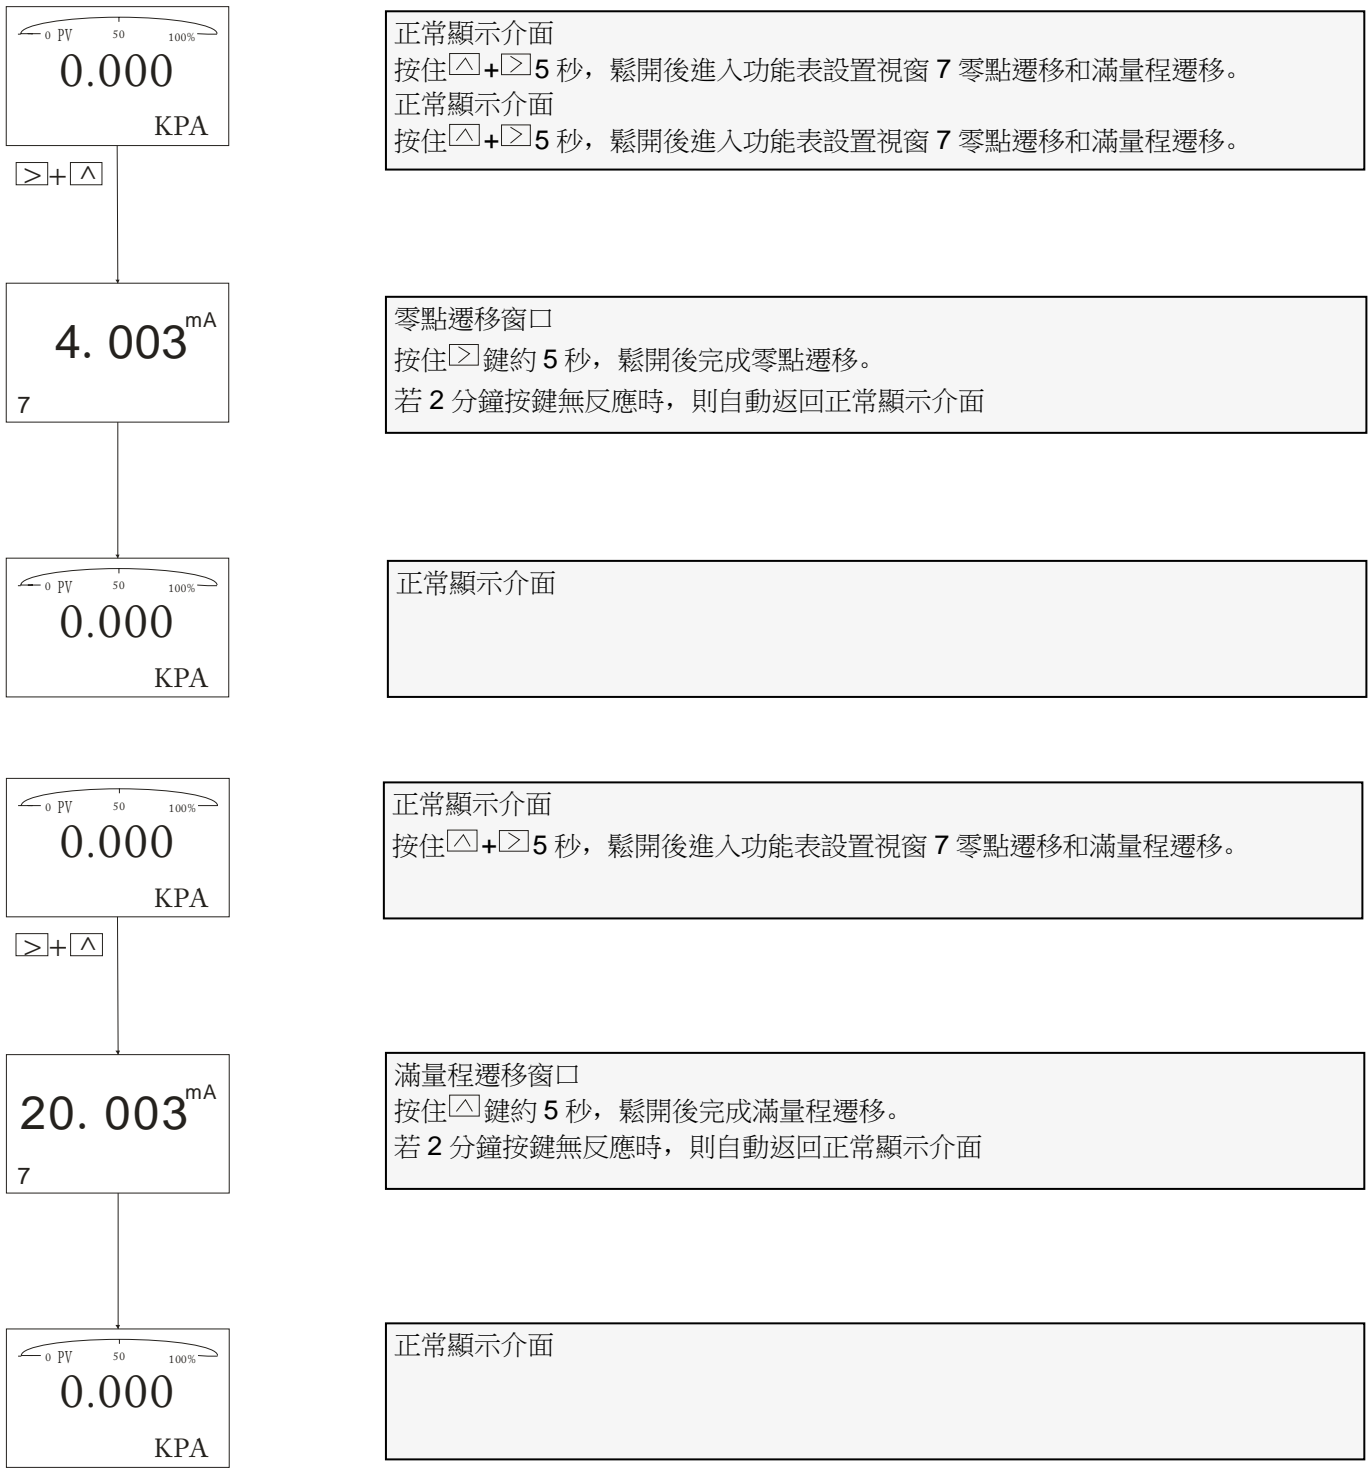 0 PV 50 100%
0.000
KPA
>+^
正常顯示介面
按住^+>5 秒，鬆開後進入功能表設置視窗 7 零點遷移和滿量程遷移。
正常顯示介面
按住^+>5 秒，鬆開後進入功能表設置視窗 7 零點遷移和滿量程遷移。
4. 003 mA
7
零點遷移窗口
按住>鍵約 5 秒，鬆開後完成零點遷移。
若 2 分鐘按鍵無反應時，則自動返回正常顯示介面
0 PV 50 100%
0.000
KPA
正常顯示介面
0 PV 50 100%
0.000
KPA
>+^
正常顯示介面
按住^+>5 秒，鬆開後進入功能表設置視窗 7 零點遷移和滿量程遷移。
20. 003 mA
7
滿量程遷移窗口
按住^鍵約 5 秒，鬆開後完成滿量程遷移。
若 2 分鐘按鍵無反應時，則自動返回正常顯示介面
0 PV 50 100%
0.000
KPA
正常顯示介面